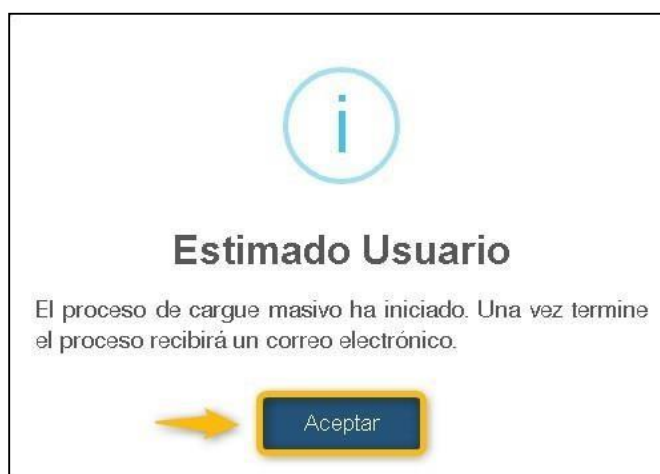 i
Estimado Usuario
El proceso de cargue masivo ha iniciado. Una vez termine
el proceso recibirá un correo electrónico.
Aceptar